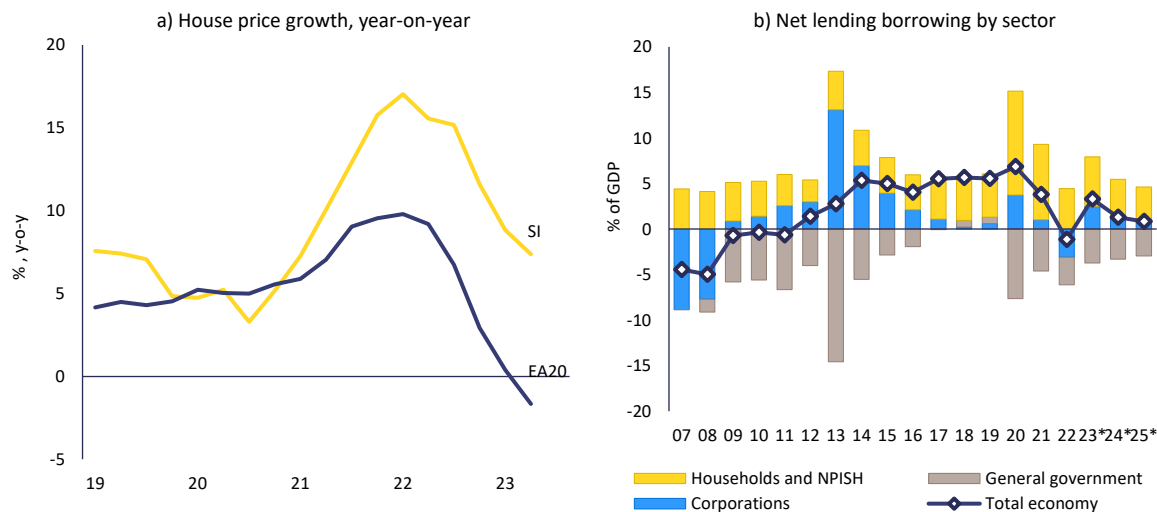 a) House price growth, year-on-year
20
15
10
5
0
-5
%, y-o-y
SI
EA20
19 20 21 22 23
b) Net lending borrowing by sector
20
15
10
5
0
-5
-10
-15
-20
% of GDP
07 08 09 10 11 12 13 14 15 16 17 18 19 20 21 22 23* 24* 25*
Households and NPISH
General government
Corporations
Total economy